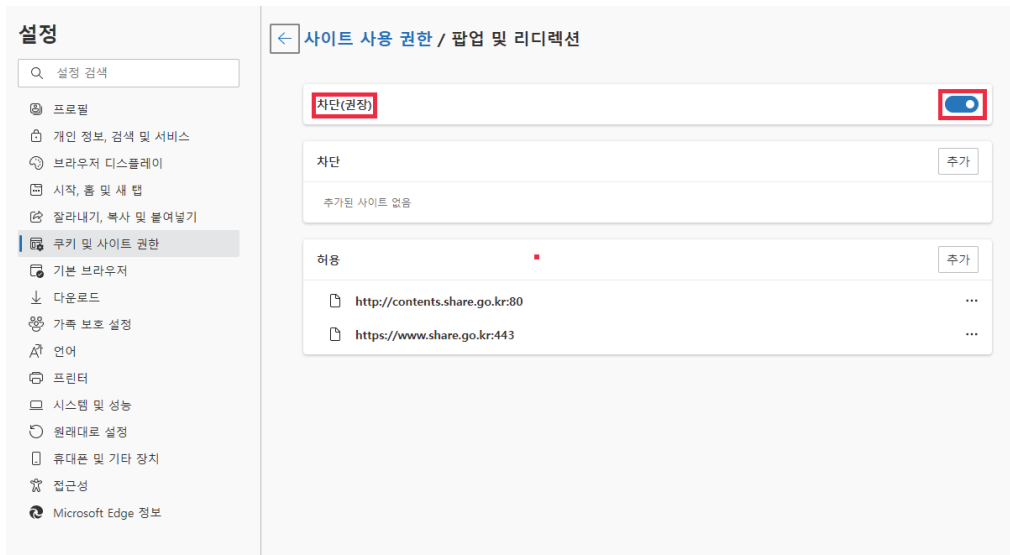 설정
설정 검색
프로필
개인 정보, 검색 및 서비스
브라우저 디스플레이
시작, 홈 및 새 탭
잘라내기, 복사 및 붙여넣기
쿠키 및 사이트 권한
기본 브라우저
다운로드
가족 보호 설정
언어
프린터
시스템 및 성능
원래대로 설정
휴대폰 및 기타 장치
접근성
Microsoft Edge 정보
사이트 사용 권한 / 팝업 및 리디렉션
차단(권장)
차단
추가
추가된 사이트 없음
허용
추가
http://contents.share.go.kr:80
https://www.share.go.kr:443